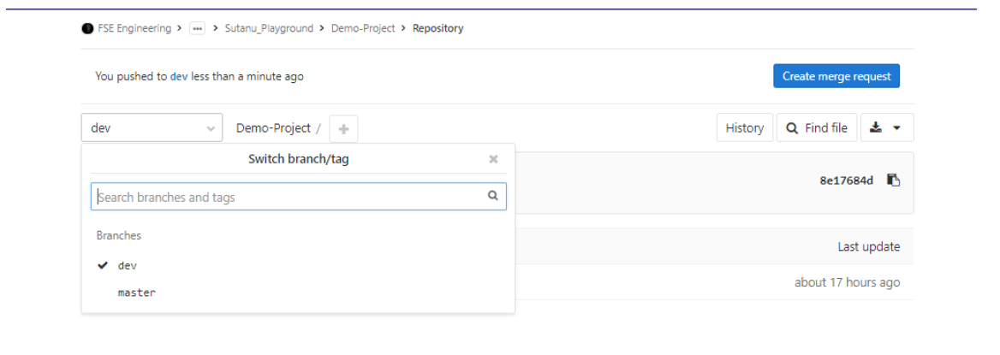 FSE Engineering > ... > Sutanu_Playground > Demo-Project > Repository
You pushed to dev less than a minute ago
Create merge request
dev
Demo-Project / +
History
Find file
Switch branch/tag
8e17684d
Search branches and tags
Branches
Last update
dev
about 17 hours ago
master